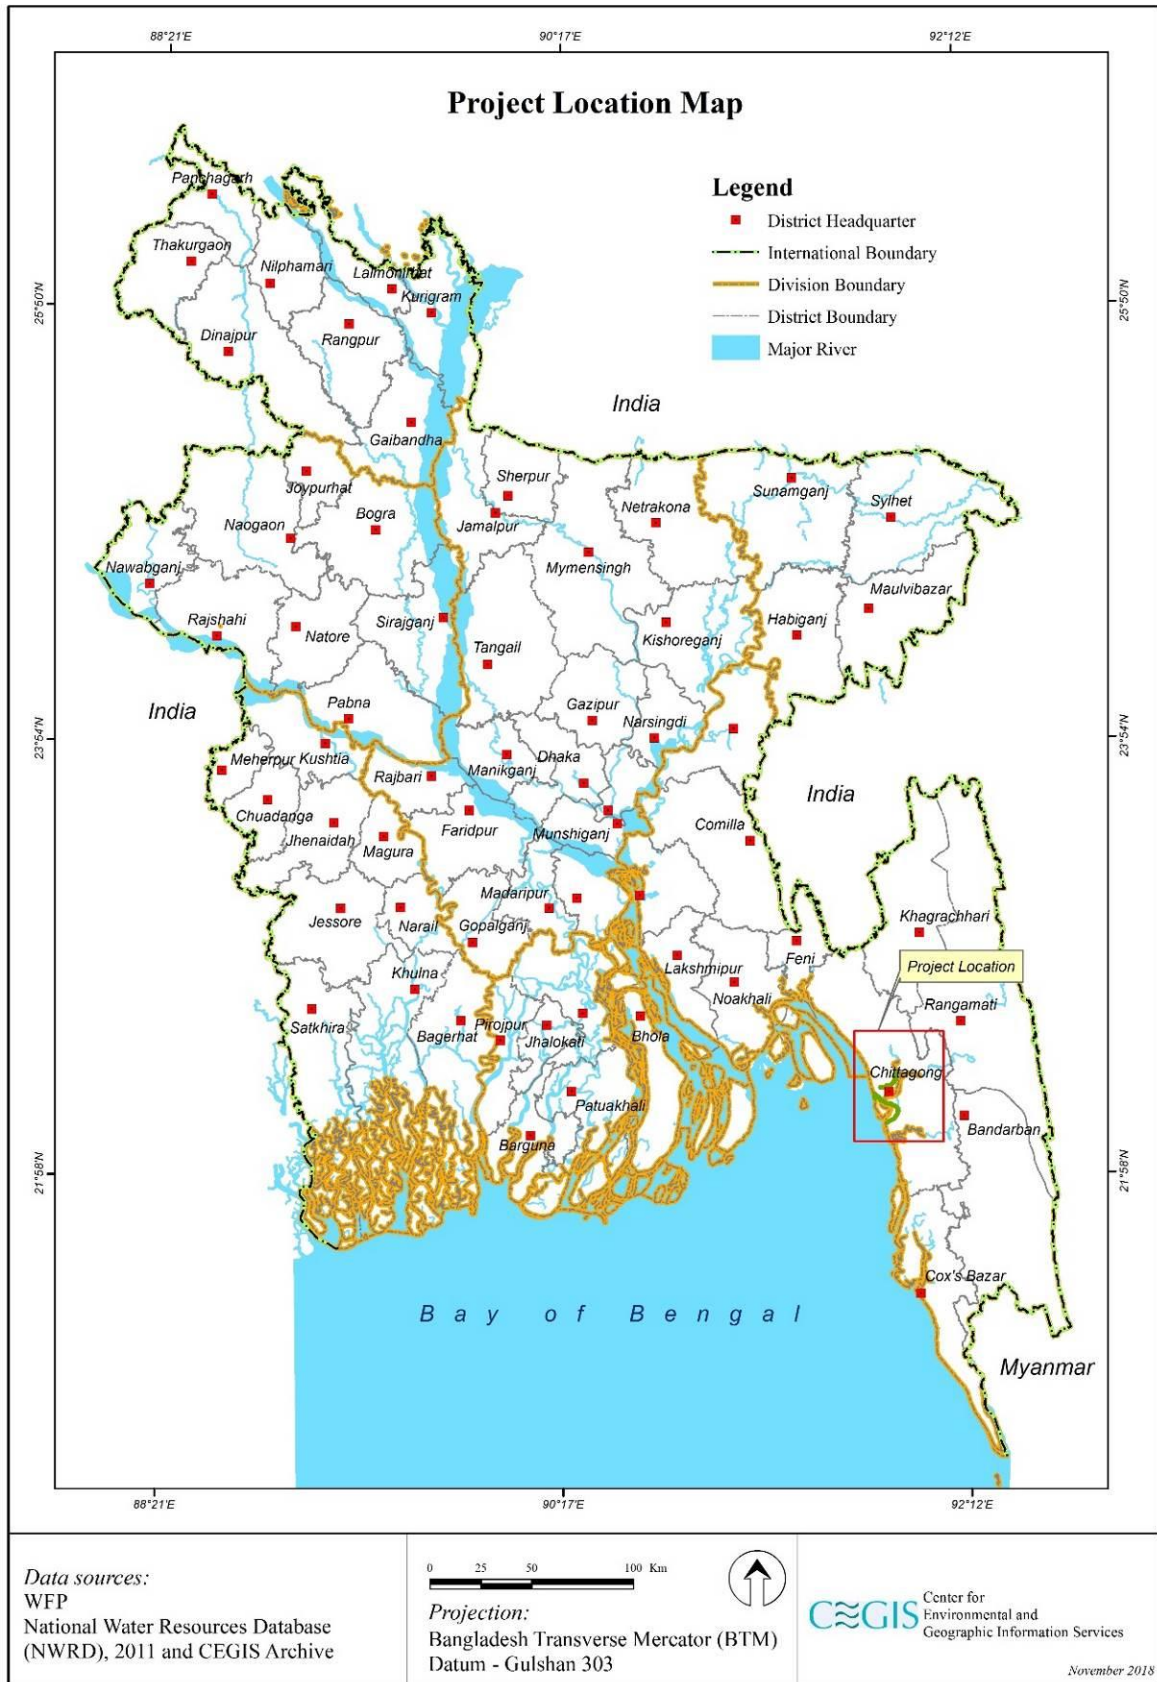 88°21'E
90°17'E
92°12'E
Project Location Map
Legend
District Headquarter
International Boundary
Division Boundary
District Boundary
Major River
25°50'N
25°50'N
23°54'N
23°54'N
21°58'N
21°58'N
Panchagarh
Thakurgaon
Nilphamari
Lalmonirhat
Kurigram
Dinajpur
Rangpur
India
Gaibandha
Joypurhat
Sherpur
Sunamganj
Sylhet
Naogaon
Bogra
Jamalpur
Netrakona
Mymensingh
Nawabganj
Maulvibazar
Rajshahi
Natore
Sirajganj
Kishoreganj
Habiganj
Tangail
India
Pabna
Gazipur
Narsingdi
Meherpur
Kushtia
Rajbari
Manikganj
Dhaka
India
Chuadanga
Jhenaidah
Magura
Faridpur
Munshiganj
Comilla
Jessore
Narail
Madaripur
Gopalganj
Khagrachhari
Khulna
Lakshmipur
Feni
Project Location
Noakhali
Rangamati
Satkhira
Bagerhat
Pirojpur
Jhalokati
Bhola
Chittagong
Patuakhali
Bandarban
Barguna
Cox's Bazar
Bay of Bengal
Myanmar
88°21'E
90°17'E
92°12'E
Data sources:
WFP
National Water Resources Database
(NWRD), 2011 and CEGIS Archive
0 25 50 100 Km
Projection:
Bangladesh Transverse Mercator (BTM)
Datum - Gulshan 303
CEGIS
Center for
Environmental and
Geographic Information Services
November 2018